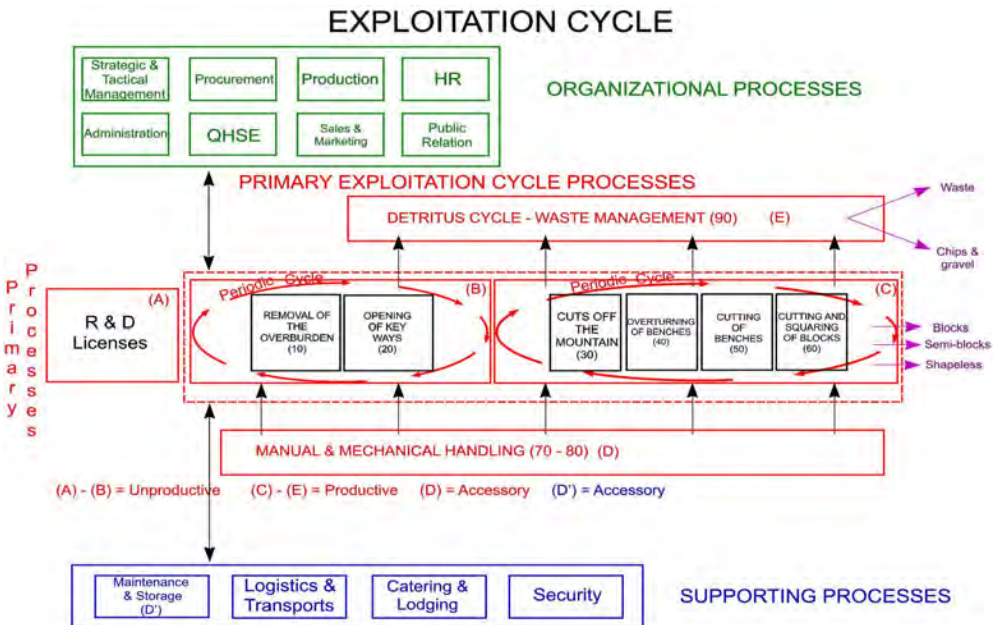 EXPLOITATION CYCLE
Strategic &
Tactical
Management
Procurement
Production
HR
Administration
QHSE
Sales &
Marketing
Public
Relation
ORGANIZATIONAL PROCESSES
PRIMARY EXPLOITATION CYCLE PROCESSES
DETRITUS CYCLE - WASTE MANAGEMENT (90) (E)
Waste
Chips &
gravel
Primary
Processes
(A)
R & D
Licenses
Periodic Cycle
(B)
REMOVAL OF
THE
OVERBURDEN
(10)
OPENING
OF KEY
WAYS
(20)
Periodic Cycle
(C)
CUTS OFF
THE
MOUNTAIN
(30)
OVERTURNING
OF BENCHES
(40)
CUTTING
OF
BENCHES
(50)
CUTTING AND
SQUARING
OF BLOCKS
(60)
Blocks
Semi-blocks
Shapeless
MANUAL & MECHANICAL HANDLING (70 - 80) (D)
(A) - (B) = Unproductive (C) - (E) = Productive (D) = Accessory (D') = Accessory
Maintenance
& Storage
(D')
Logistics &
Transports
Catering &
Lodging
Security
SUPPORTING PROCESSES